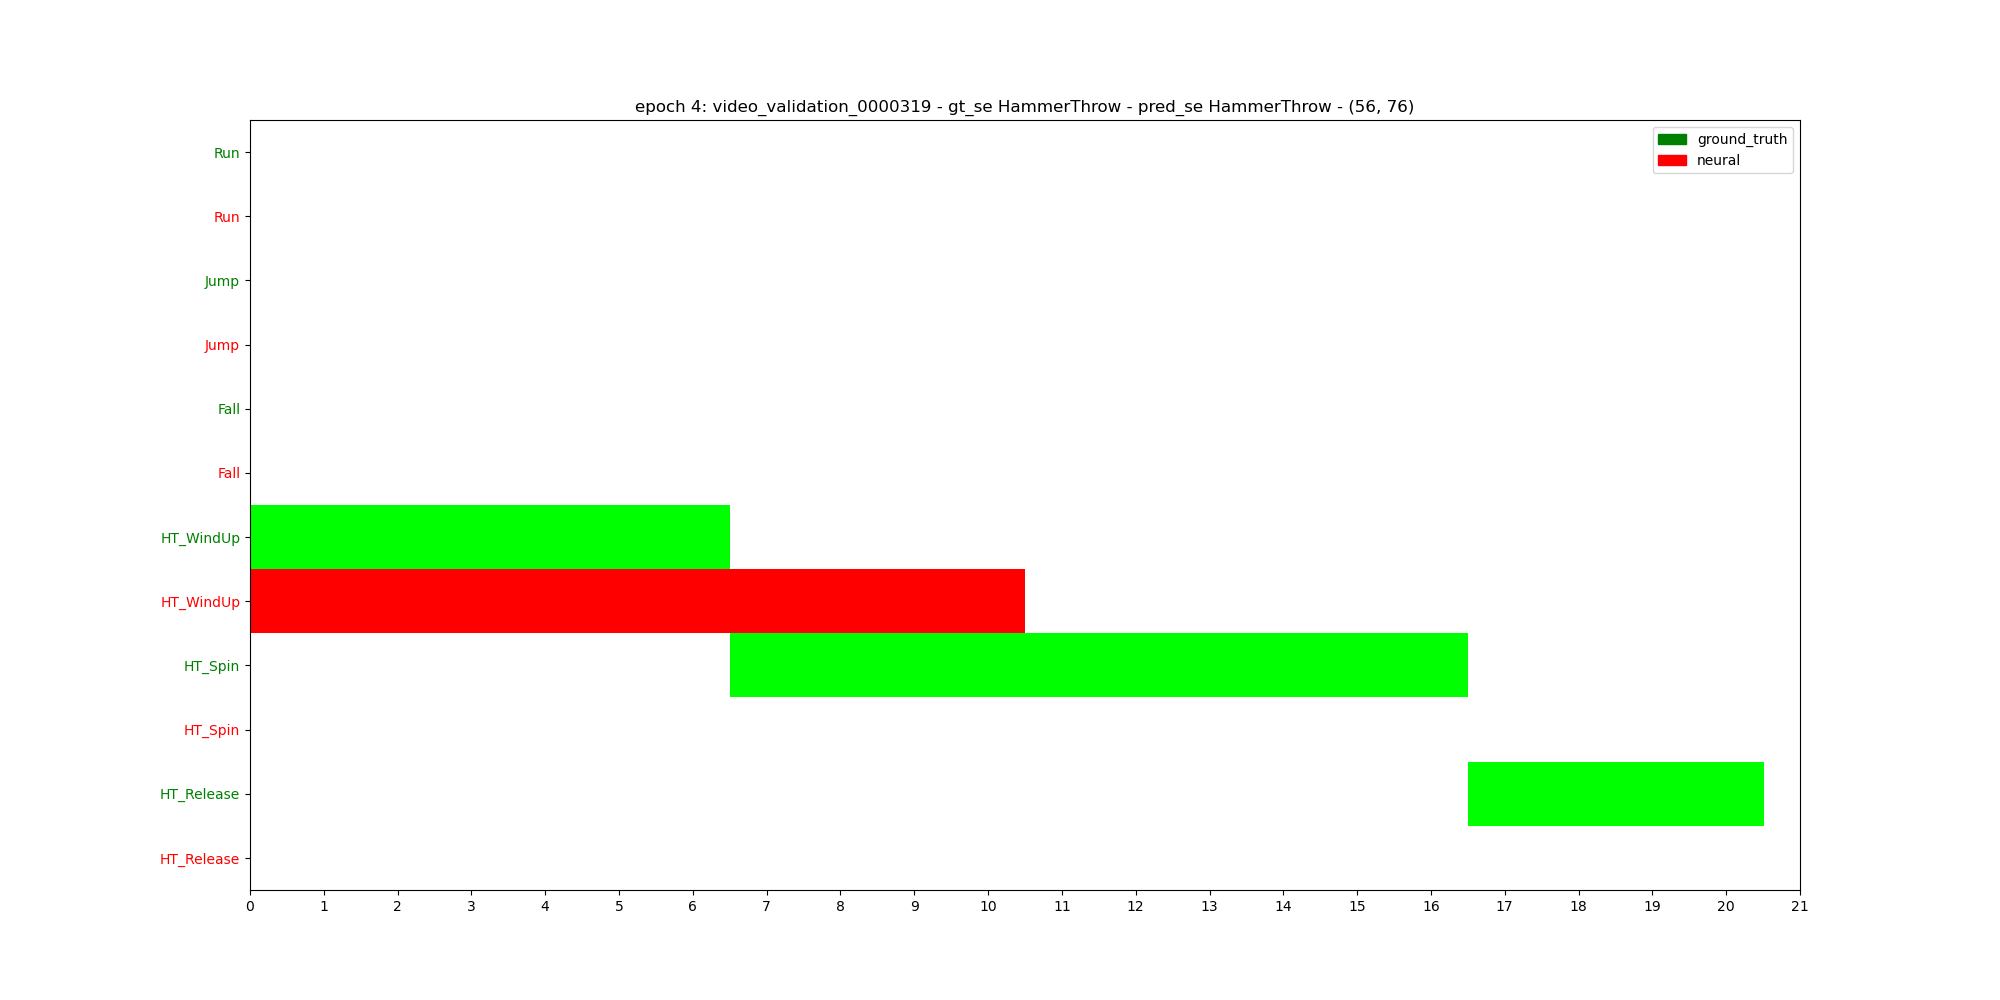 epoch 4: video_validation_0000319 - gt_se HammerThrow - pred_se HammerThrow - (56, 76)
ground_truth
neural
Run
Run
Jump
Jump
Fall
Fall
HT_WindUp
HT_WindUp
HT_Spin
HT_Spin
HT_Release
HT_Release
0 1 2 3 4 5 6 7 8 9 10 11 12 13 14 15 16 17 18 19 20 21